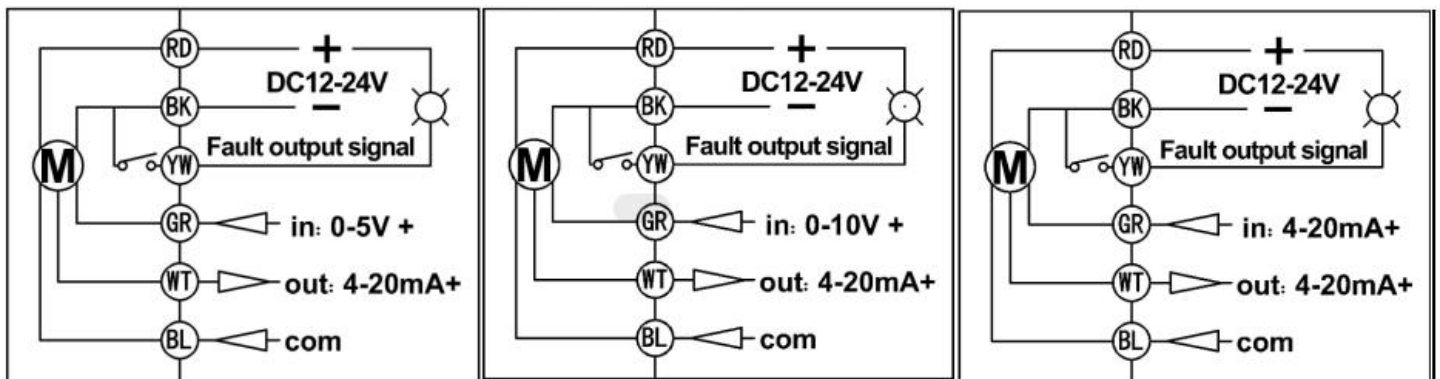 RD +
DC12-24V
BK −
M
YW Fault output signal
GR in: 0-5V +
WT out: 4-20mA+
BL com
RD +
DC12-24V
BK −
M
YW Fault output signal
GR in: 0-10V +
WT out: 4-20mA+
BL com
RD +
DC12-24V
BK −
M
YW Fault output signal
GR in: 4-20mA+
WT out: 4-20mA+
BL com